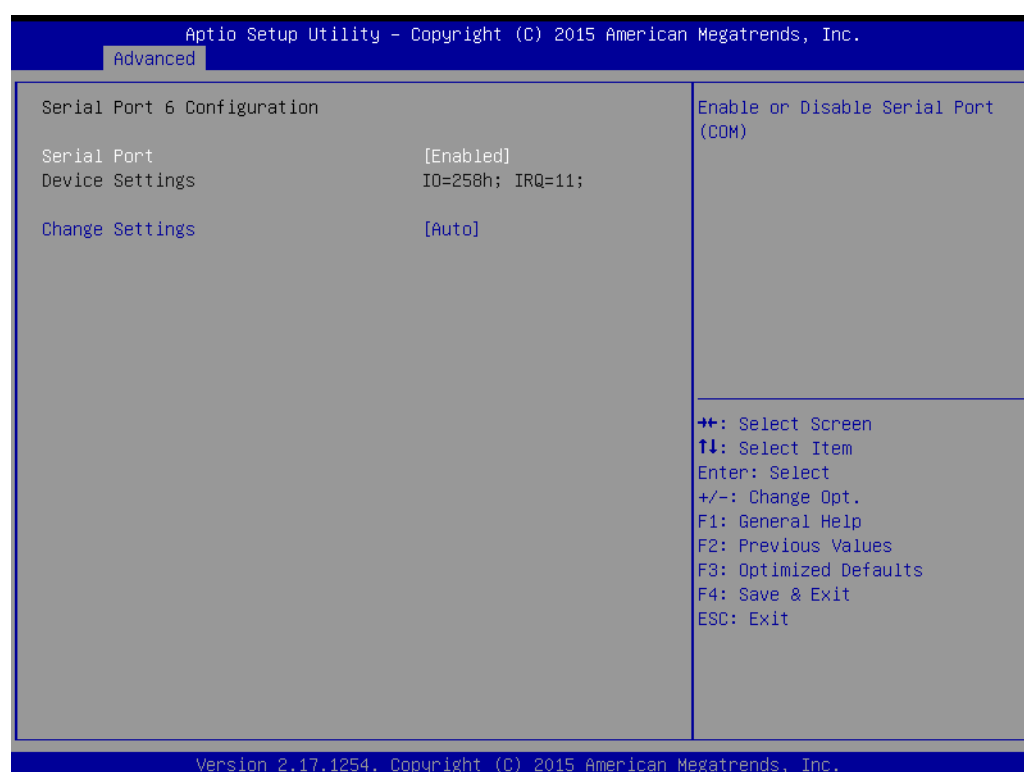 Aptio Setup Utility – Copyright (C) 2015 American Megatrends, Inc.
Advanced
Serial Port 6 Configuration
Serial Port [Enabled]
Device Settings IO=258h; IRQ=11;
Change Settings [Auto]
Enable or Disable Serial Port
(COM)
→←: Select Screen
↑↓: Select Item
Enter: Select
+/-: Change Opt.
F1: General Help
F2: Previous Values
F3: Optimized Defaults
F4: Save & Exit
ESC: Exit
Version 2.17.1254. Copyright (C) 2015 American Megatrends, Inc.